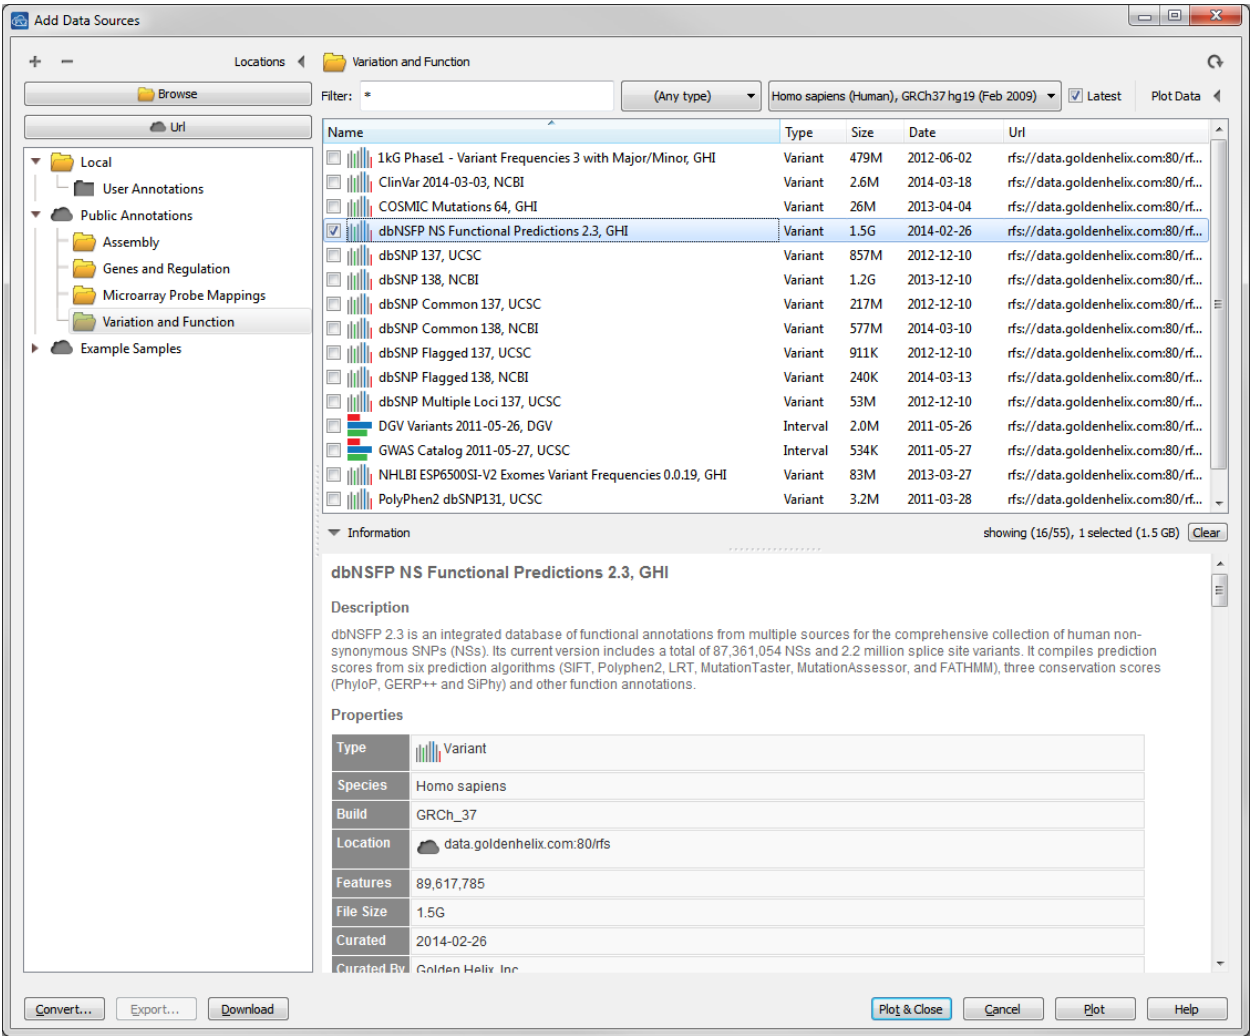 Add Data Sources
Locations
Variation and Function
Browse
Filter: *
(Any type)
Homo sapiens (Human), GRCh37 hg19 (Feb 2009)
Latest
Plot Data
Url
Name Type Size Date Url
Local
User Annotations
Public Annotations
Assembly
Genes and Regulation
Microarray Probe Mappings
Variation and Function
Example Samples
1kG Phase1 - Variant Frequencies 3 with Major/Minor, GHI Variant 479M 2012-06-02 rfs://data.goldenhelix.com:80/rf...
ClinVar 2014-03-03, NCBI Variant 2.6M 2014-03-18 rfs://data.goldenhelix.com:80/rf...
COSMIC Mutations 64, GHI Variant 26M 2013-04-04 rfs://data.goldenhelix.com:80/rf...
dbNSFP NS Functional Predictions 2.3, GHI Variant 1.5G 2014-02-26 rfs://data.goldenhelix.com:80/rf...
dbSNP 137, UCSC Variant 857M 2012-12-10 rfs://data.goldenhelix.com:80/rf...
dbSNP 138, NCBI Variant 1.2G 2013-12-10 rfs://data.goldenhelix.com:80/rf...
dbSNP Common 137, UCSC Variant 217M 2012-12-10 rfs://data.goldenhelix.com:80/rf...
dbSNP Common 138, NCBI Variant 577M 2014-03-10 rfs://data.goldenhelix.com:80/rf...
dbSNP Flagged 137, UCSC Variant 911K 2012-12-10 rfs://data.goldenhelix.com:80/rf...
dbSNP Flagged 138, NCBI Variant 240K 2014-03-13 rfs://data.goldenhelix.com:80/rf...
dbSNP Multiple Loci 137, UCSC Variant 53M 2012-12-10 rfs://data.goldenhelix.com:80/rf...
DGV Variants 2011-05-26, DGV Interval 2.0M 2011-05-26 rfs://data.goldenhelix.com:80/rf...
GWAS Catalog 2011-05-27, UCSC Interval 534K 2011-05-27 rfs://data.goldenhelix.com:80/rf...
NHLBI ESP6500SI-V2 Exomes Variant Frequencies 0.0.19, GHI Variant 83M 2013-03-27 rfs://data.goldenhelix.com:80/rf...
PolyPhen2 dbSNP131, UCSC Variant 3.2M 2011-03-28 rfs://data.goldenhelix.com:80/rf...
Information
showing (16/55), 1 selected (1.5 GB)
Clear
dbNSFP NS Functional Predictions 2.3, GHI
Description
dbNSFP 2.3 is an integrated database of functional annotations from multiple sources for the comprehensive collection of human non-
synonymous SNPs (NSs). Its current version includes a total of 87,361,054 NSs and 2.2 million splice site variants. It compiles prediction
scores from six prediction algorithms (SIFT, Polyphen2, LRT, MutationTaster, MutationAssessor, and FATHMM), three conservation scores
(PhyloP, GERP++ and SiPhy) and other function annotations.
Properties
Type Variant
Species Homo sapiens
Build GRCh_37
Location data.goldenhelix.com:80/rfs
Features 89,617,785
File Size 1.5G
Curated 2014-02-26
Curated By Golden Helix, Inc.
Convert...
Export...
Download
Plot & Close
Cancel
Plot
Help